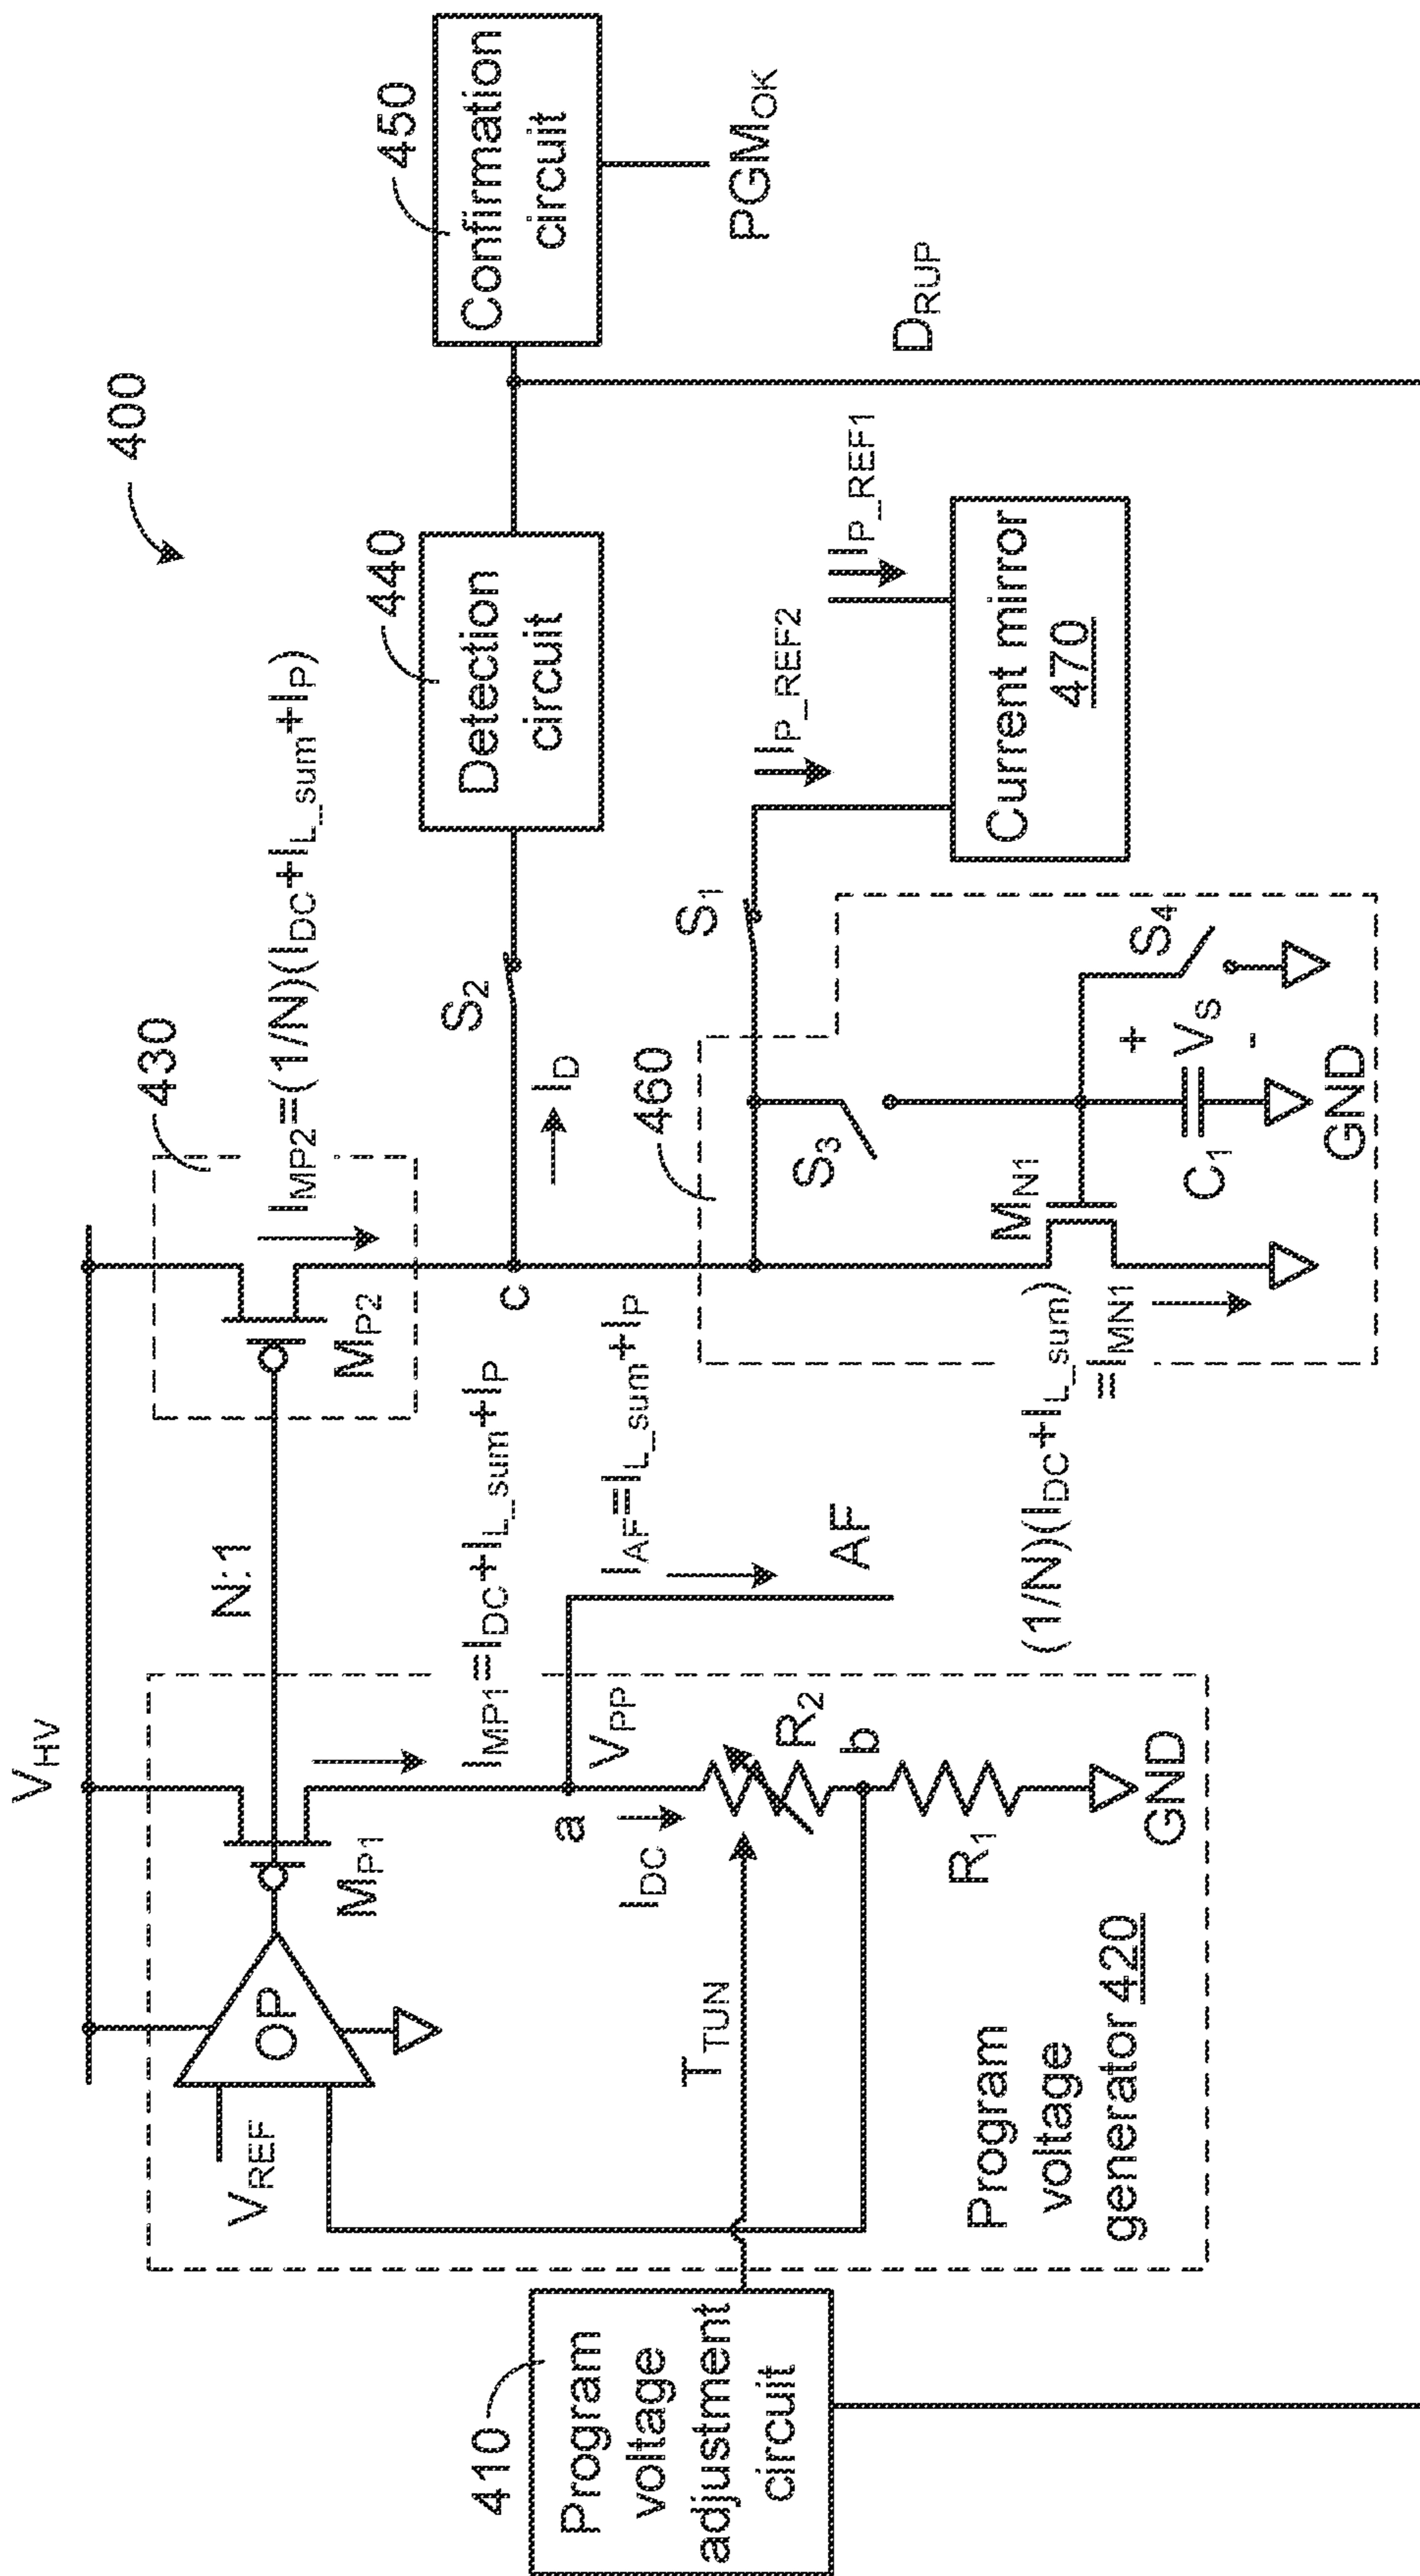 400
V_HV
N:1
430
I_MP2=(1/N)(I_DC+I_L_sum+I_P)
M_P2
OP
V_REF
M_P1
I_MP1=I_DC+I_L_sum+I_P
410
Program
voltage
adjustment
circuit
T_TUN
a
V_PP
I_DC
R_2
b
R_1
GND
Program
voltage
generator 420
I_AF=I_L_sum+I_P
AF
c
I_D
S_2
440
Detection
circuit
450
Confirmation
circuit
PGM_OK
D_RUP
460
S_1
S_3
S_4
M_N1
C_1
+
V_S
-
GND
(1/N)(I_DC+I_L_sum)
=I_MN1
I_P_REF2
I_P_REF1
Current mirror
470